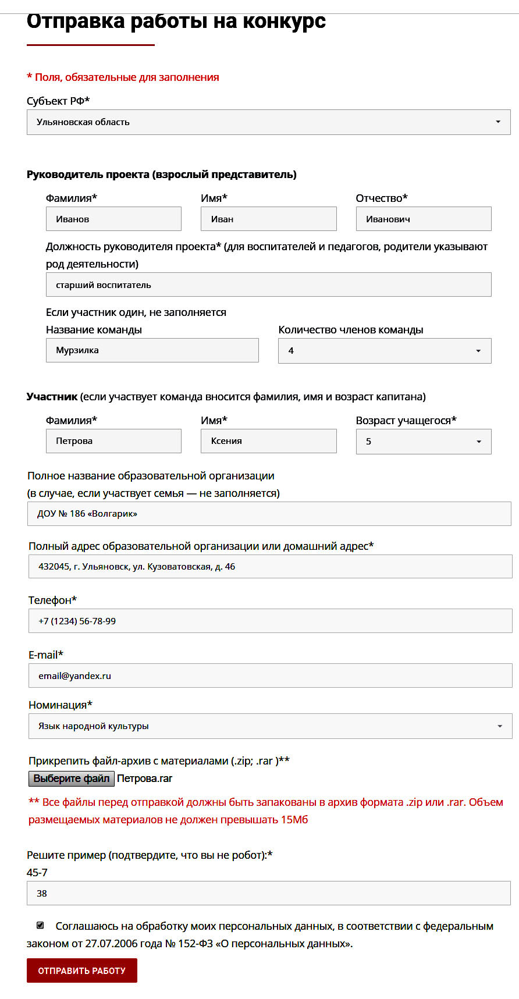 Отправка работы на конкурс
* Поля, обязательные для заполнения
Субъект РФ*
Ульяновская область
Руководитель проекта (взрослый представитель)
Фамилия* Имя* Отчество*
Иванов Иван Иванович
Должность руководителя проекта* (для воспитателей и педагогов, родители указывают
род деятельности)
старший воспитатель
Если участник один, не заполняется
Название команды Количество членов команды
Мурзилка 4
Участник (если участвует команда вносится фамилия, имя и возраст капитана)
Фамилия* Имя* Возраст учащегося*
Петрова Ксения 5
Полное название образовательной организации
(в случае, если участвует семья — не заполняется)
ДОУ № 186 «Волгарик»
Полный адрес образовательной организации или домашний адрес*
432045, г. Ульяновск, ул. Кузоватовская, д. 46
Телефон*
+7 (1234) 56-78-99
E-mail*
email@yandex.ru
Номинация*
Язык народной культуры
Прикрепить файл-архив с материалами (.zip; .rar )**
Выберите файл Петрова.rar
** Все файлы перед отправкой должны быть запакованы в архив формата .zip или .rar. Объем
размещаемых материалов не должен превышать 15Мб
Решите пример (подтвердите, что вы не робот):*
45-7
38
Соглашаюсь на обработку моих персональных данных, в соответствии с федеральным
законом от 27.07.2006 года № 152-ФЗ «О персональных данных».
ОТПРАВИТЬ РАБОТУ